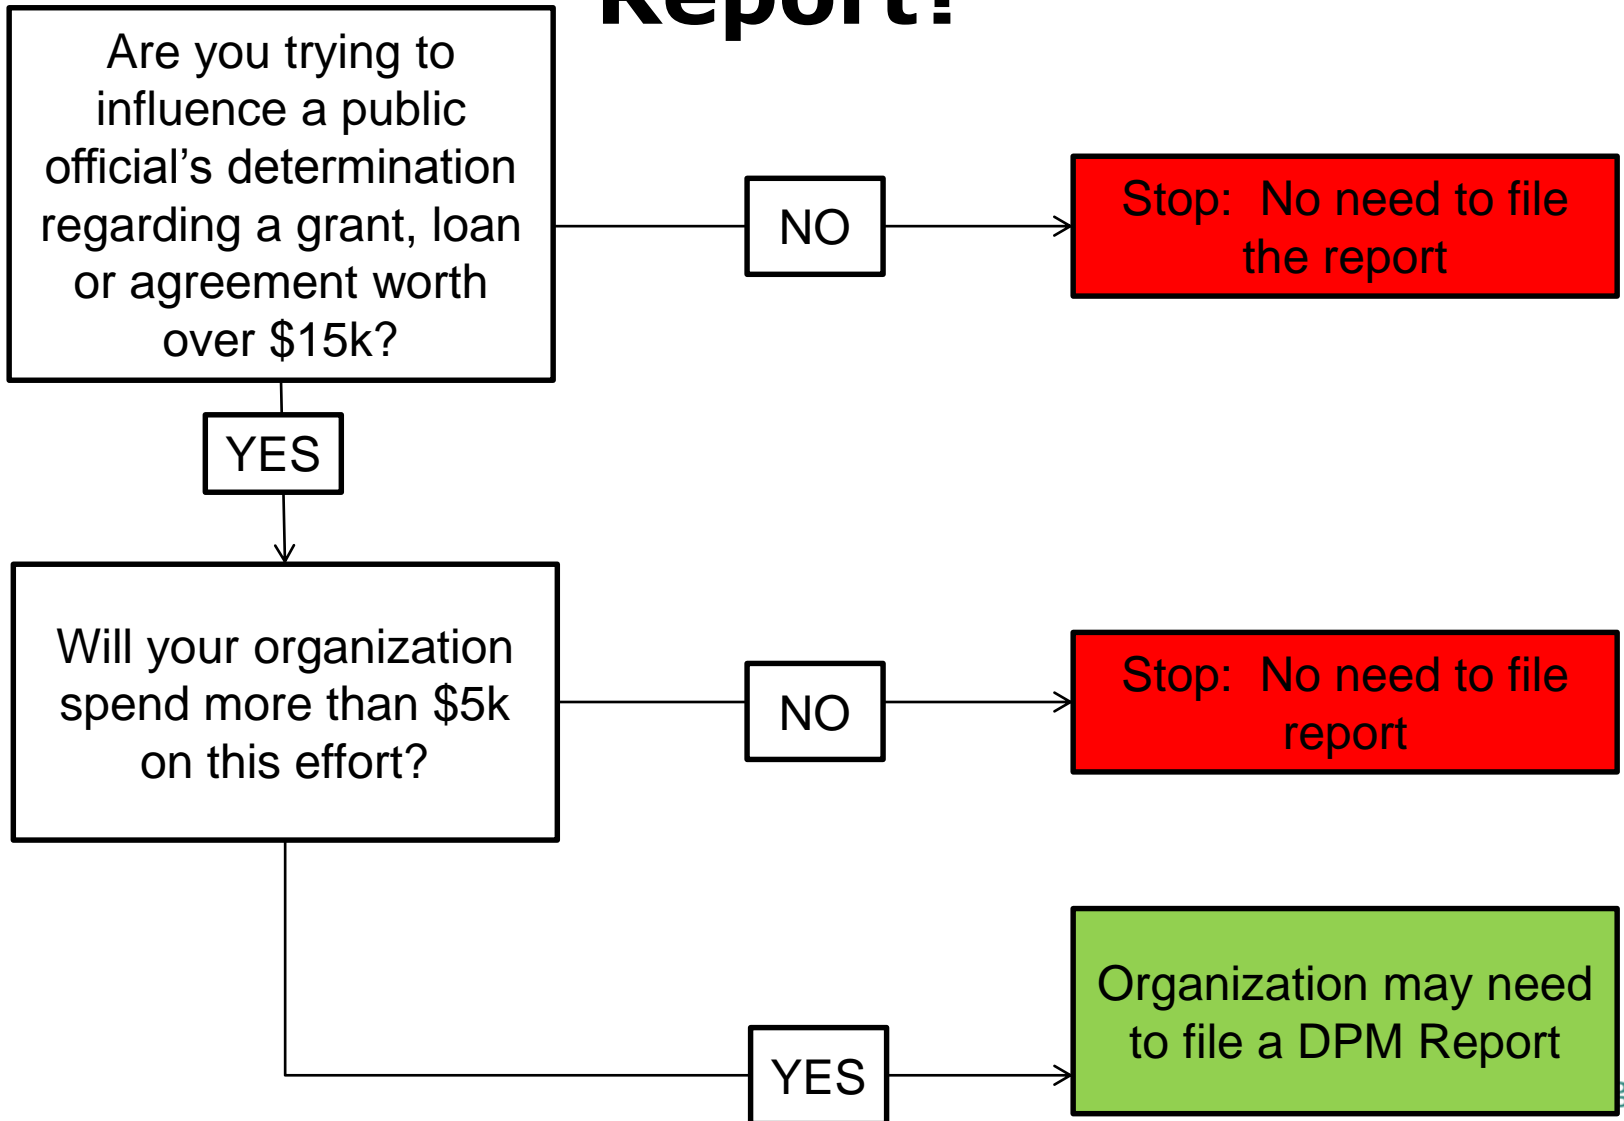 Report?
Are you trying to
influence a public
official’s determination
regarding a grant, loan
or agreement worth
over $15k?
NO
Stop:  No need to file
the report
YES
Will your organization
spend more than $5k
on this effort?
NO
Stop:  No need to file
report
YES
Organization may need
to file a DPM Report